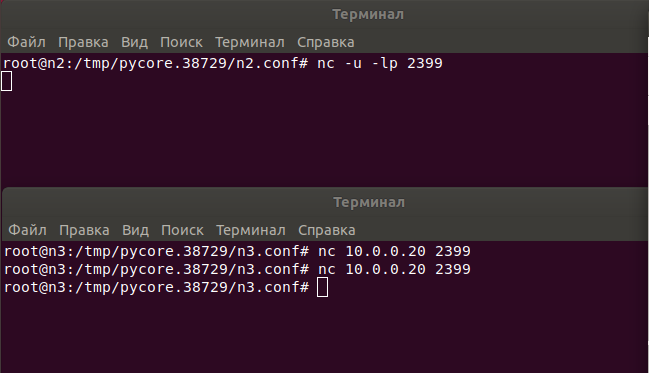 Терминал
Файл Правка Вид Поиск Терминал Справка
root@n2:/tmp/pycore.38729/n2.conf# nc -u -lp 2399
Терминал
Файл Правка Вид Поиск Терминал Справка
root@n3:/tmp/pycore.38729/n3.conf# nc 10.0.0.20 2399
root@n3:/tmp/pycore.38729/n3.conf# nc 10.0.0.20 2399
root@n3:/tmp/pycore.38729/n3.conf#